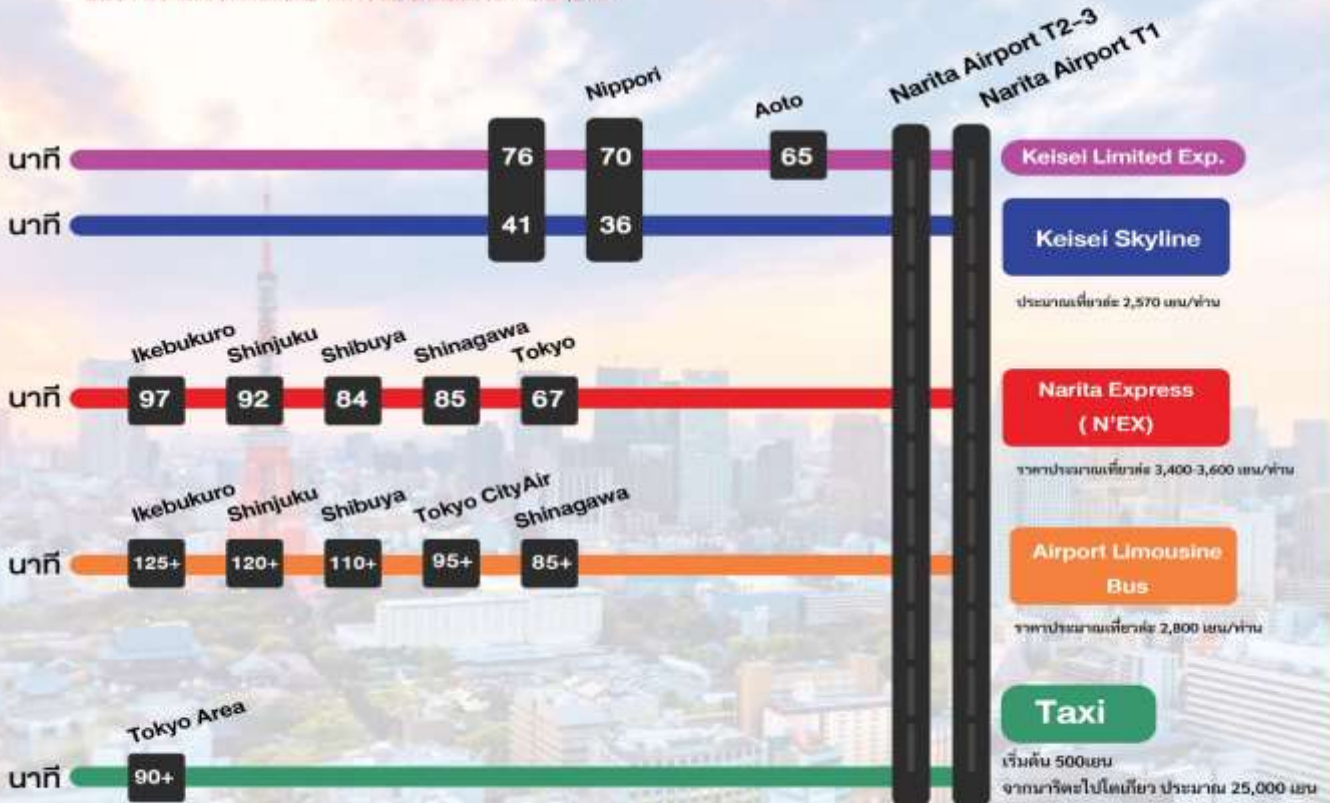 Nippori
Aoto
Narita Airport T2-3
Narita Airport T1
นาที
76
70
65
Keisei Limited Exp.
นาที
41
36
Keisei Skyline
ประมาณเที่ยวล่ะ 2,570 เยน/ท่าน
Ikebukuro
Shinjuku
Shibuya
Shinagawa
Tokyo
นาที
97
92
84
85
67
Narita Express
( N'EX)
ราคาประมาณเที่ยวล่ะ 3,400-3,600 เยน/ท่าน
Ikebukuro
Shinjuku
Shibuya
Tokyo CityAir
Shinagawa
นาที
125+
120+
110+
95+
85+
Airport Limousine
Bus
ราคาประมาณเที่ยวล่ะ 2,800 เยน/ท่าน
Tokyo Area
นาที
90+
Taxi
เริ่มต้น 500เยน
จากนาริตะไปโตเกียว ประมาณ 25,000 เยน